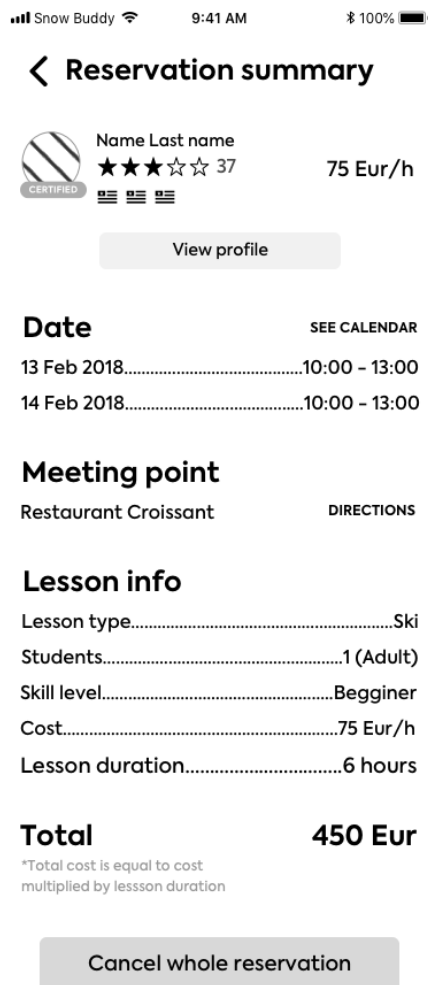 Snow Buddy 9:41 AM 100%
Reservation summary
Name Last name
37
75 Eur/h
CERTIFIED
View profile
Date SEE CALENDAR
13 Feb 2018..........................................10:00 - 13:00
14 Feb 2018..........................................10:00 - 13:00
Meeting point
Restaurant Croissant DIRECTIONS
Lesson info
Lesson type..............................................................Ski
Students........................................................1 (Adult)
Skill level......................................................Begginer
Cost.................................................................75 Eur/h
Lesson duration...............................6 hours
Total 450 Eur
*Total cost is equal to cost
multiplied by lessson duration
Cancel whole reservation